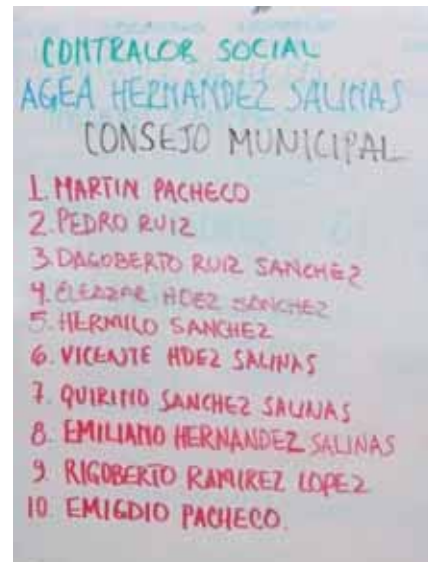 CONTRALOR SOCIAL
AGEA HERNANDEZ SALINAS
CONSEJO MUNICIPAL
1. MARTIN PACHECO
2. PEDRO RUIZ
3. DAGOBERTO RUIZ SANCHEZ
4. ELEAZAR HDEZ SANCHEZ
5. HERMILO SANCHEZ
6. VICENTE HDEZ SALINAS
7. QUIRINO SANCHEZ SALINAS
8. EMILIANO HERNANDEZ SALINAS
9. RIGOBERTO RAMIREZ LOPEZ
10 EMIGDIO PACHECO.